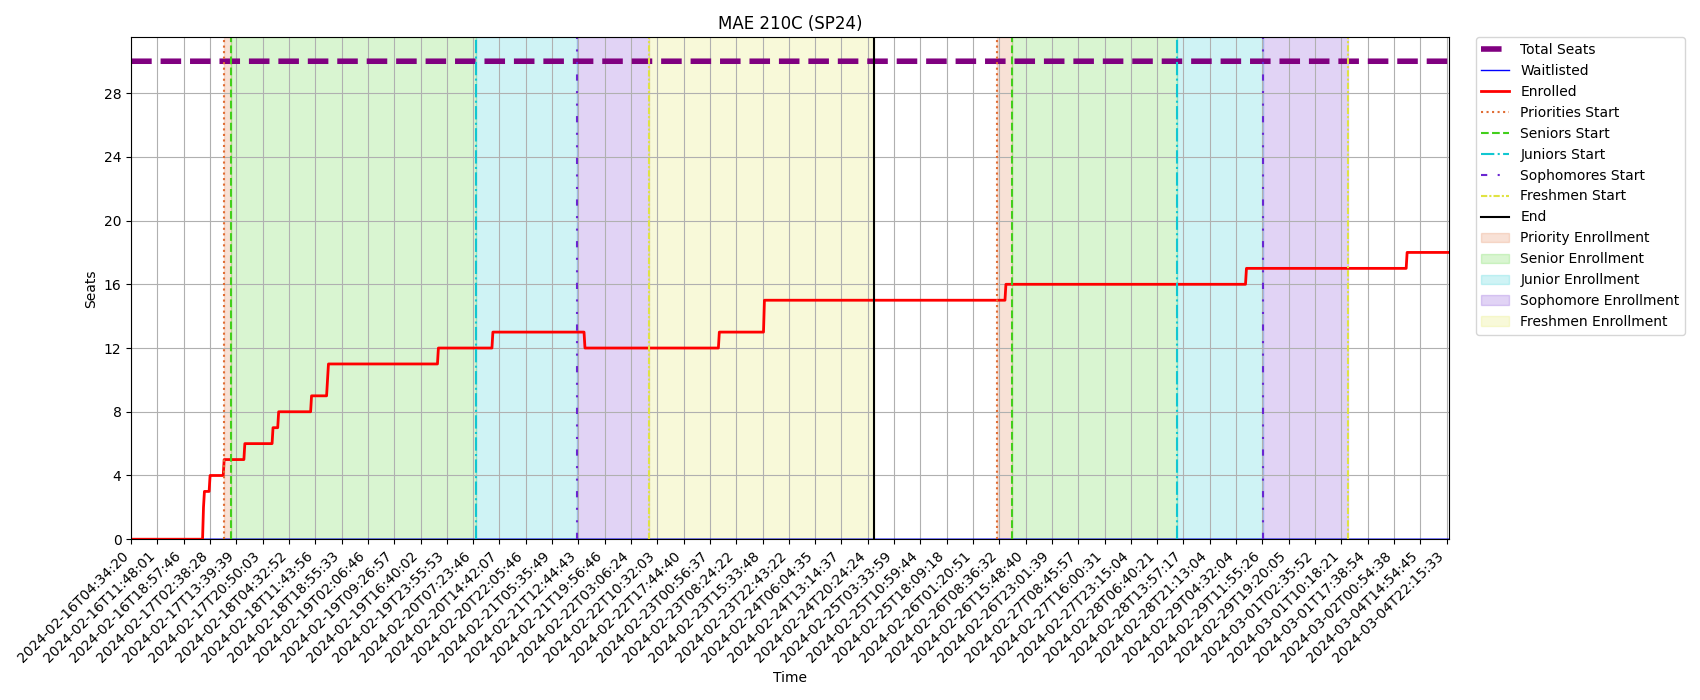 MAE 210C (SP24)
Seats
28
24
20
16
12
8
4
0
2024-02-16T04:34:20
2024-02-16T11:48:01
2024-02-16T18:57:46
2024-02-17T02:38:28
2024-02-17T13:39:39
2024-02-17T20:50:03
2024-02-18T04:32:52
2024-02-18T11:43:56
2024-02-18T18:55:33
2024-02-19T02:06:46
2024-02-19T09:26:57
2024-02-19T16:40:02
2024-02-19T23:55:53
2024-02-20T07:23:46
2024-02-20T14:42:07
2024-02-20T22:05:46
2024-02-21T05:35:49
2024-02-21T12:44:43
2024-02-21T19:56:46
2024-02-22T03:06:24
2024-02-22T10:32:03
2024-02-22T17:44:40
2024-02-23T00:56:37
2024-02-23T08:24:22
2024-02-23T15:33:48
2024-02-23T22:43:22
2024-02-24T06:04:35
2024-02-24T13:14:37
2024-02-24T20:24:24
2024-02-25T03:33:59
2024-02-25T10:59:44
2024-02-25T18:09:18
2024-02-26T01:20:51
2024-02-26T08:36:32
2024-02-26T15:48:40
2024-02-26T23:01:39
2024-02-27T08:45:57
2024-02-27T16:00:31
2024-02-27T23:15:04
2024-02-28T06:40:21
2024-02-28T13:57:17
2024-02-28T21:13:04
2024-02-29T04:32:04
2024-02-29T11:55:26
2024-02-29T19:20:05
2024-03-01T02:35:52
2024-03-01T10:18:21
2024-03-01T17:38:54
2024-03-02T00:54:38
2024-03-04T14:54:45
2024-03-04T22:15:33
Time
Total Seats
Waitlisted
Enrolled
Priorities Start
Seniors Start
Juniors Start
Sophomores Start
Freshmen Start
End
Priority Enrollment
Senior Enrollment
Junior Enrollment
Sophomore Enrollment
Freshmen Enrollment